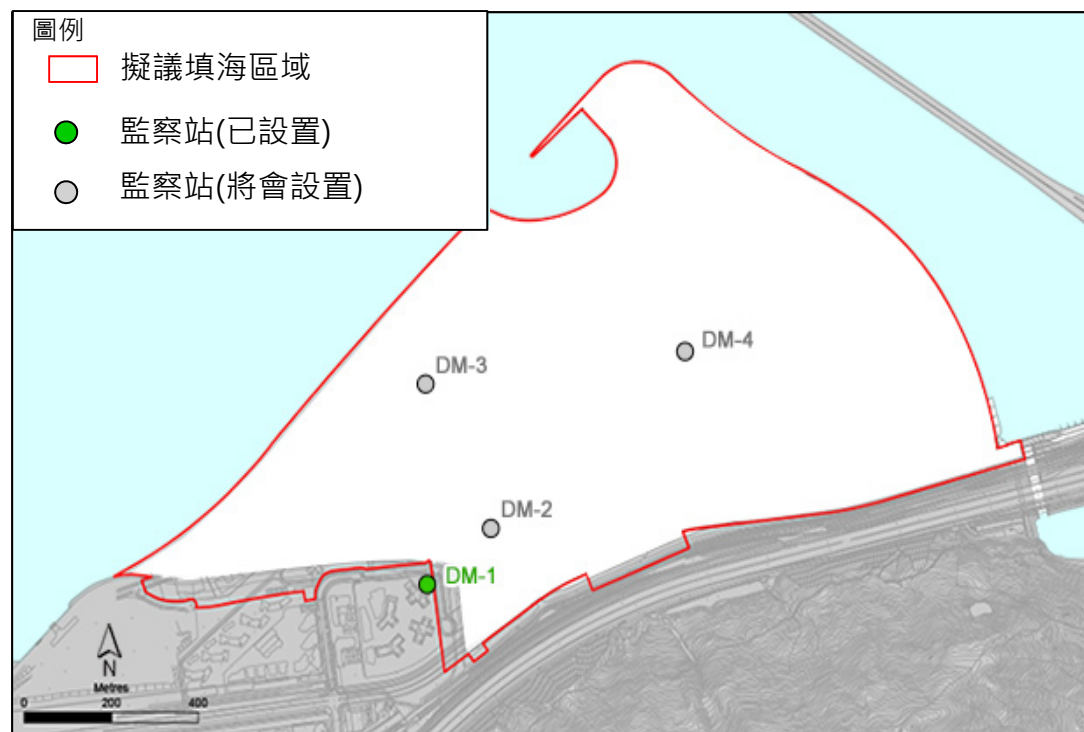 圖例
擬議填海區域
監察站(已設置)
監察站(將會設置)
DM-4
DM-3
DM-2
DM-1
N
Metres
0 200 400